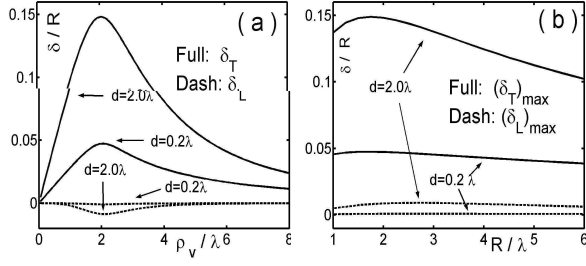 δ / R
0.15
0.1
0.05
0
(a)
Full: δ_T
Dash: δ_L
d=2.0λ
d=0.2λ
d=2.0λ
d=0.2λ
0 2 4 6 8
ρ_v / λ
δ / R
0.15
0.1
0.05
0
(b)
d=2.0λ
Full: (δ_T)_max
Dash: (δ_L)_max
d=0.2 λ
1 2 3 4 5 6
R / λ